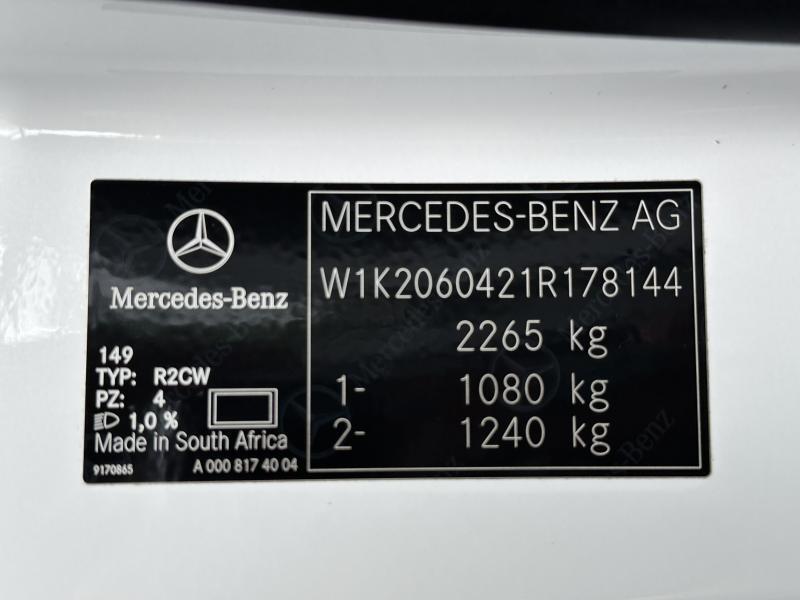 Mercedes-Benz
149
TYP: R2CW
PZ: 4
1,0 %
Made in South Africa
9170865 A 000 817 40 04
MERCEDES-BENZ AG
W1K2060421R178144
2265 kg
1- 1080 kg
2- 1240 kg